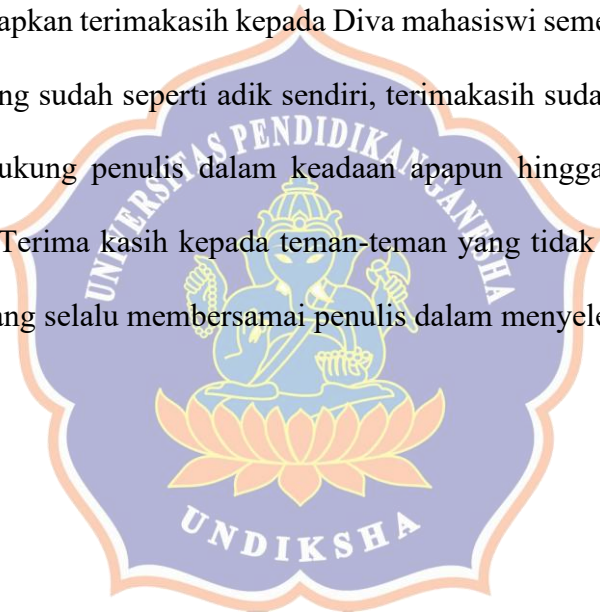 apkan terimakasih kepada Diva mahasiswi seme
ng sudah seperti adik sendiri, terimakasih suda
ukung penulis dalam keadaan apapun hingga
Terima kasih kepada teman-teman yang tidak
ang selalu membersamai penulis dalam menyele
UNIVERSITAS PENDIDIKAN GANESHA
UNDIKSHA